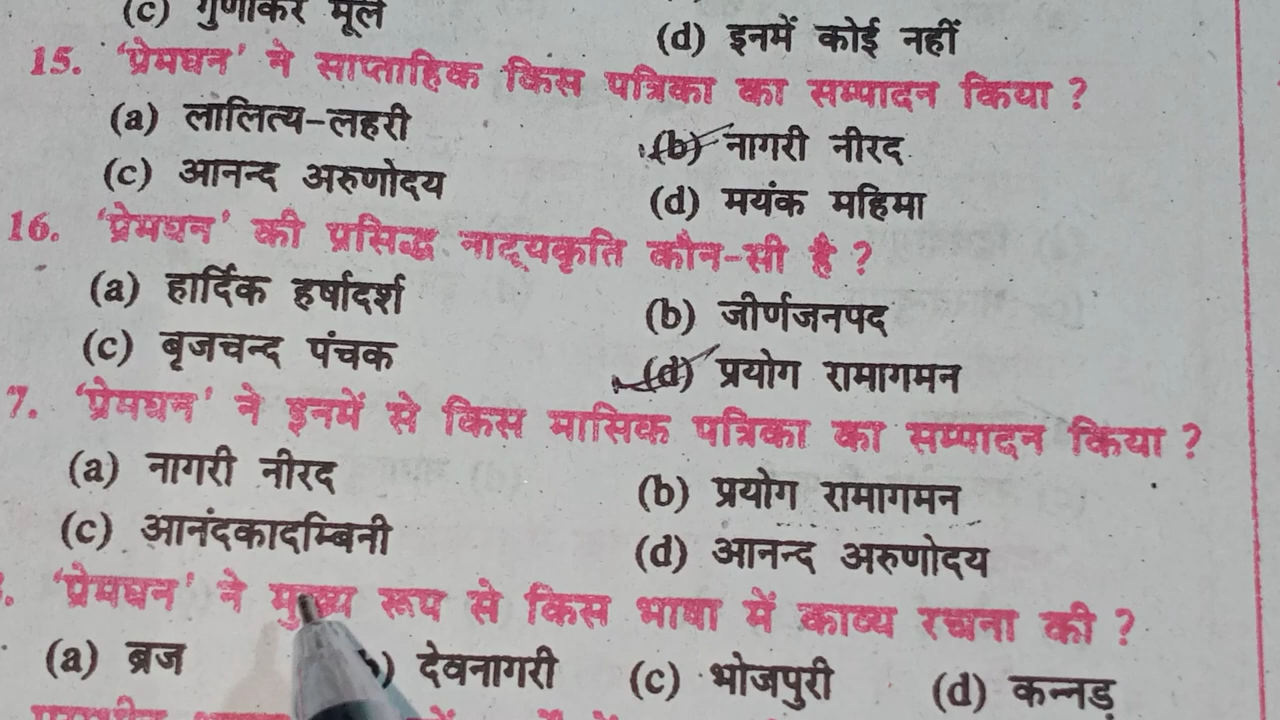 (c) गुणाकर मूले
(d) इनमें कोई नहीं
15. 'प्रेमघन' ने साप्ताहिक किस पत्रिका का सम्पादन किया ?
(a) लालित्य-लहरी
(b) नागरी नीरद
(c) आनन्द अरुणोदय
(d) मयंक महिमा
16. 'प्रेमघन' की प्रसिद्ध नाट्यकृति कौन-सी है ?
(a) हार्दिक हर्षादर्श
(b) जीर्णजनपद
(c) बृजचन्द पंचक
(d) प्रयोग रामागमन
7. 'प्रेमघन' ने इनमें से किस मासिक पत्रिका का सम्पादन किया ?
(a) नागरी नीरद
(b) प्रयोग रामागमन
(c) आनंदकादम्बिनी
(d) आनन्द अरुणोदय
. 'प्रेमघन' ने मुख्य रूप से किस भाषा में काव्य रचना की ?
(a) ब्रज
) देवनागरी
(c) भोजपुरी
(d) कन्नड़